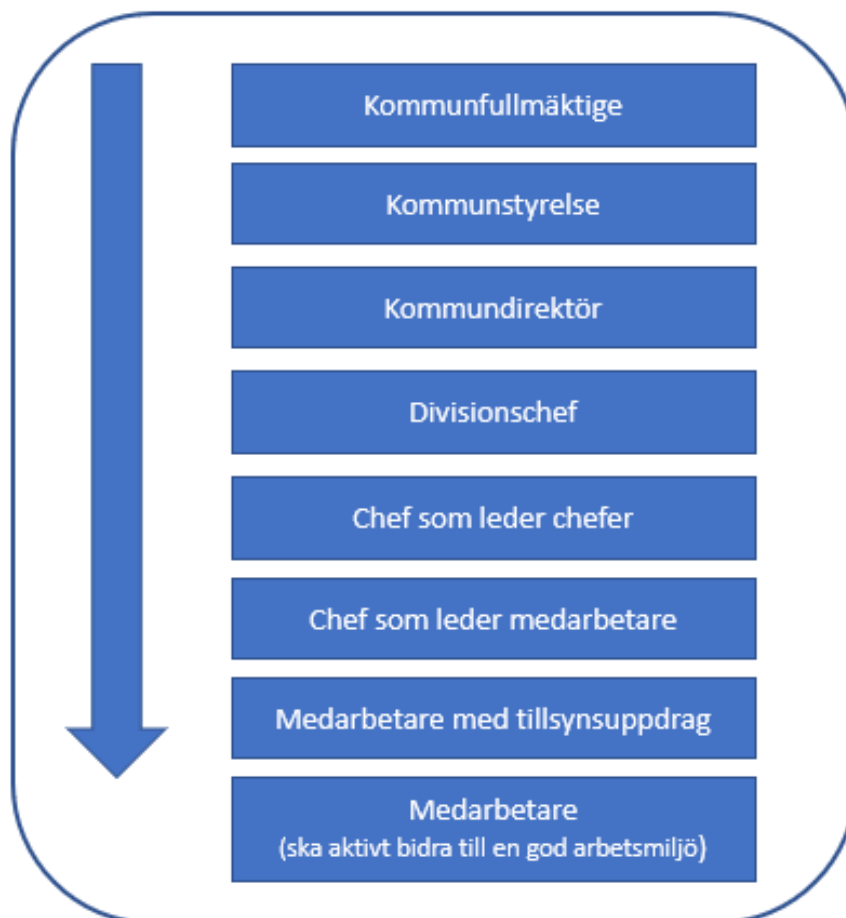 Kommunfullmäktige
Kommunstyrelse
Kommundirektör
Divisionschef
Chef som leder chefer
Chef som leder medarbetare
Medarbetare med tillsynsuppdrag
Medarbetare
(ska aktivt bidra till en god arbetsmiljö)